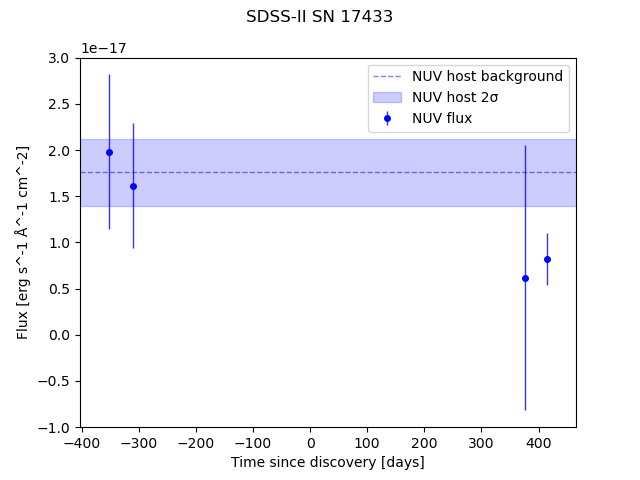 SDSS-II SN 17433
1e−17
3.0
2.5
2.0
1.5
1.0
0.5
0.0
−0.5
−1.0
Flux [erg s^-1 Å^-1 cm^-2]
NUV host background
NUV host 2σ
NUV flux
−400 −300 −200 −100 0 100 200 300 400
Time since discovery [days]